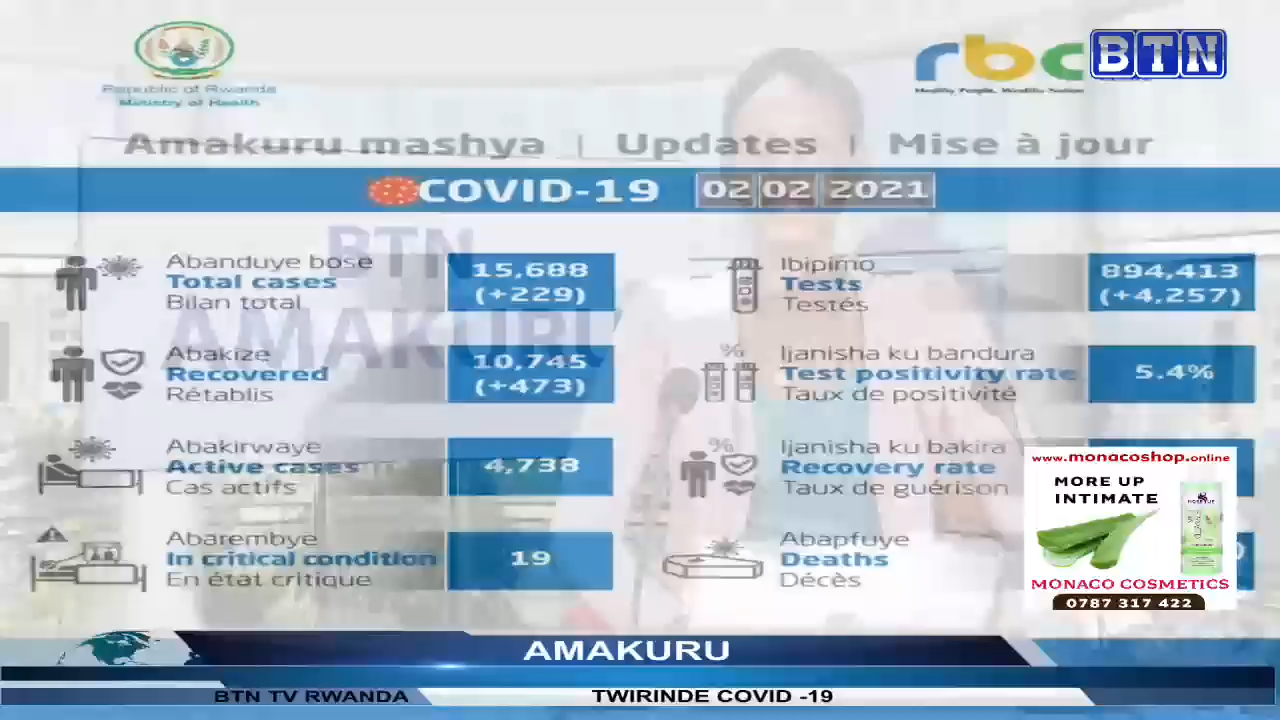 Republic of Rwanda
Ministry of Health
rbc
Healthy People, Wealthy Nation
BTN
Amakuru mashya | Updates | Mise à jour
COVID-19 02 02 2021
BTN
AMAKURU
Abanduye bose
Total cases
Bilan total
15,688
(+229)
Ibipimo
Tests
Testés
894,413
(+4,257)
Abakize
Recovered
Rétablis
10,745
(+473)
%
Ijanisha ku bandura
Test positivity rate
Taux de positivité
5.4%
Abakirwaye
Active cases
Cas actifs
4,738
%
Ijanisha ku bakira
Recovery rate
Taux de guérison
Abarembye
In critical condition
En état critique
19
Abapfuye
Deaths
Décès
www.monacoshop.online
MORE UP
INTIMATE
MONACO COSMETICS
0787 317 422
AMAKURU
BTN TV RWANDA
TWIRINDE COVID -19